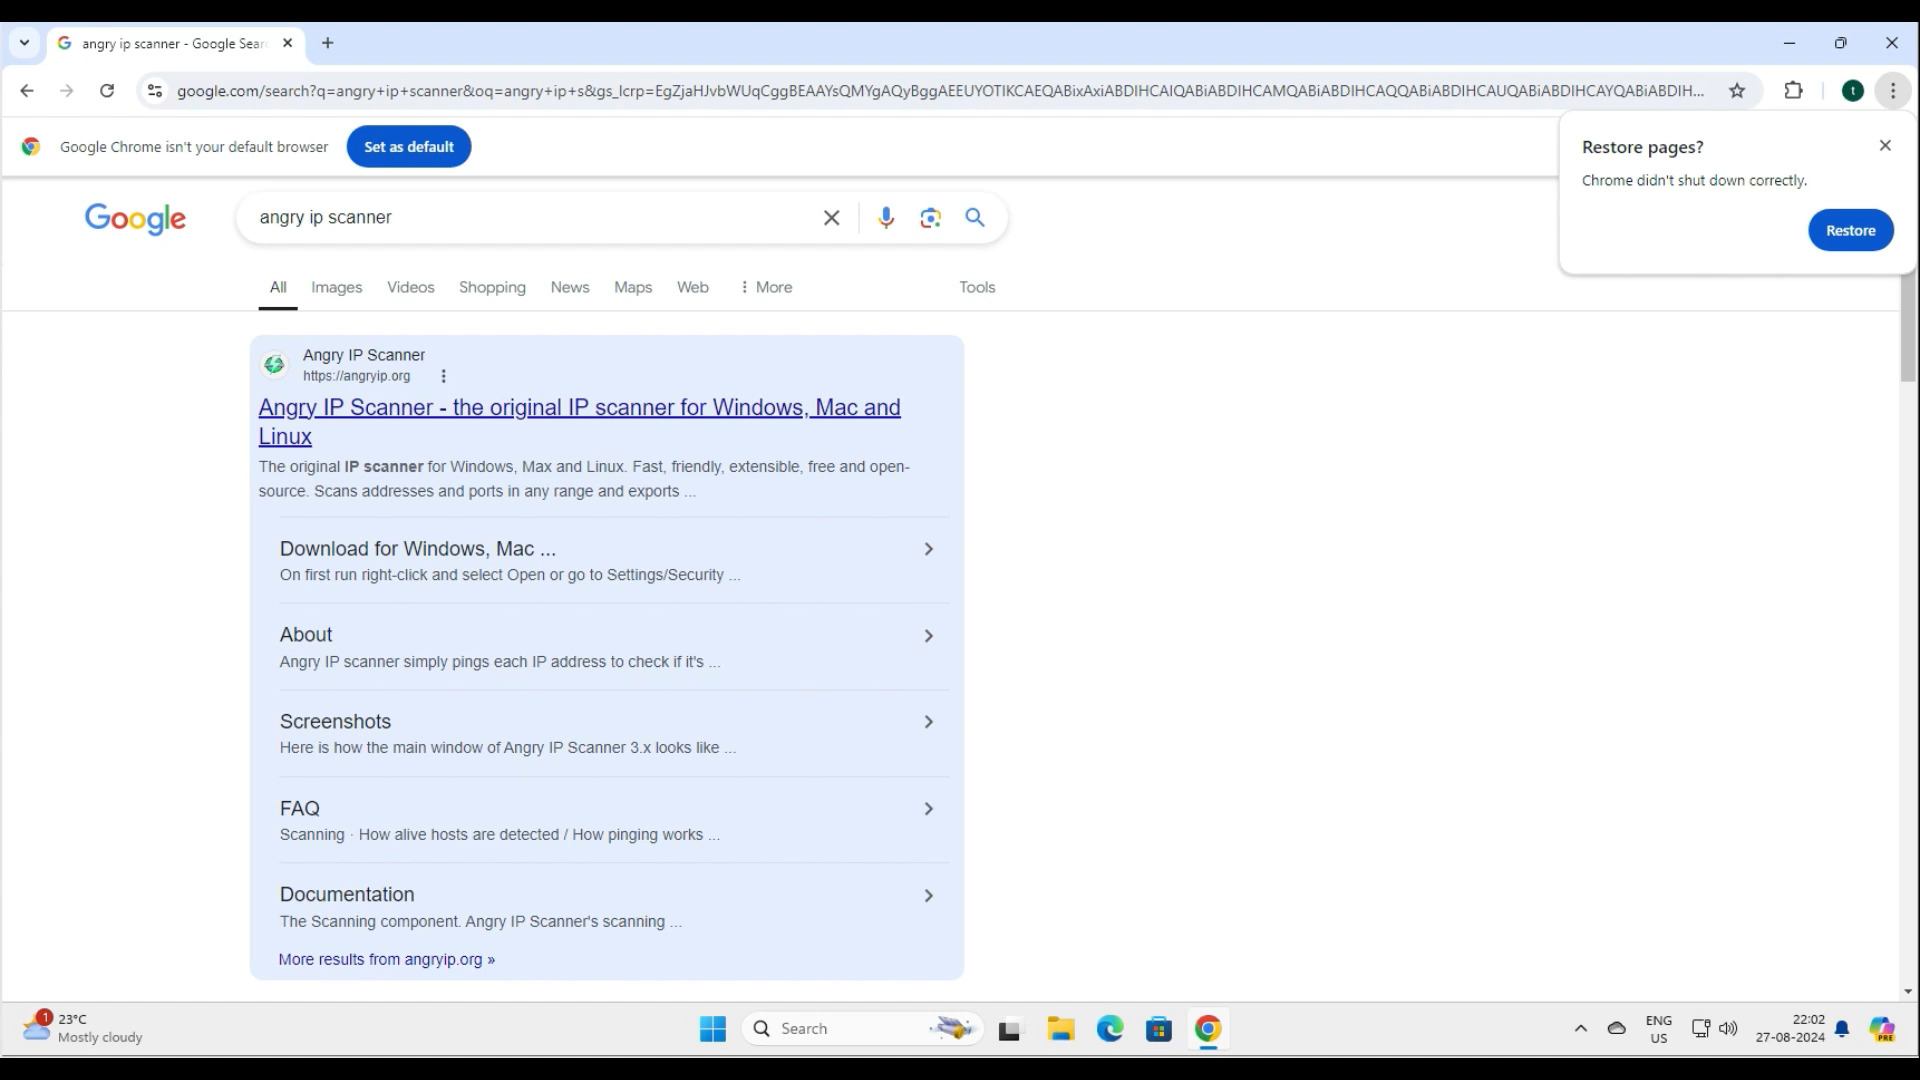 angry ip scanner - Google Sear
google.com/search?q=angry+ip+scanner&oq=angry+ip+s&gs_lcrp=EgZjaHJvbWUqCggBEAAYsQMYgAQyBggAEEUYOTIKCAEQABixAxiABDIHCAIQABiABDIHCAMQABiABDIHCAQQABiABDIHCAUQABiABDIHCAYQABiABDIH...
t
Google Chrome isn't your default browser
Set as default
Restore pages?
Chrome didn't shut down correctly.
Restore
Google
angry ip scanner
All
Images
Videos
Shopping
News
Maps
Web
More
Tools
Angry IP Scanner
https://angryip.org
Angry IP Scanner - the original IP scanner for Windows, Mac and
Linux
The original IP scanner for Windows, Max and Linux. Fast, friendly, extensible, free and open-
source. Scans addresses and ports in any range and exports ...
Download for Windows, Mac ...
On first run right-click and select Open or go to Settings/Security ...
About
Angry IP scanner simply pings each IP address to check if it's ...
Screenshots
Here is how the main window of Angry IP Scanner 3.x looks like ...
FAQ
Scanning · How alive hosts are detected / How pinging works ...
Documentation
The Scanning component. Angry IP Scanner's scanning ...
More results from angryip.org »
1
23°C
Mostly cloudy
Search
ENG
US
22:02
27-08-2024
PRE